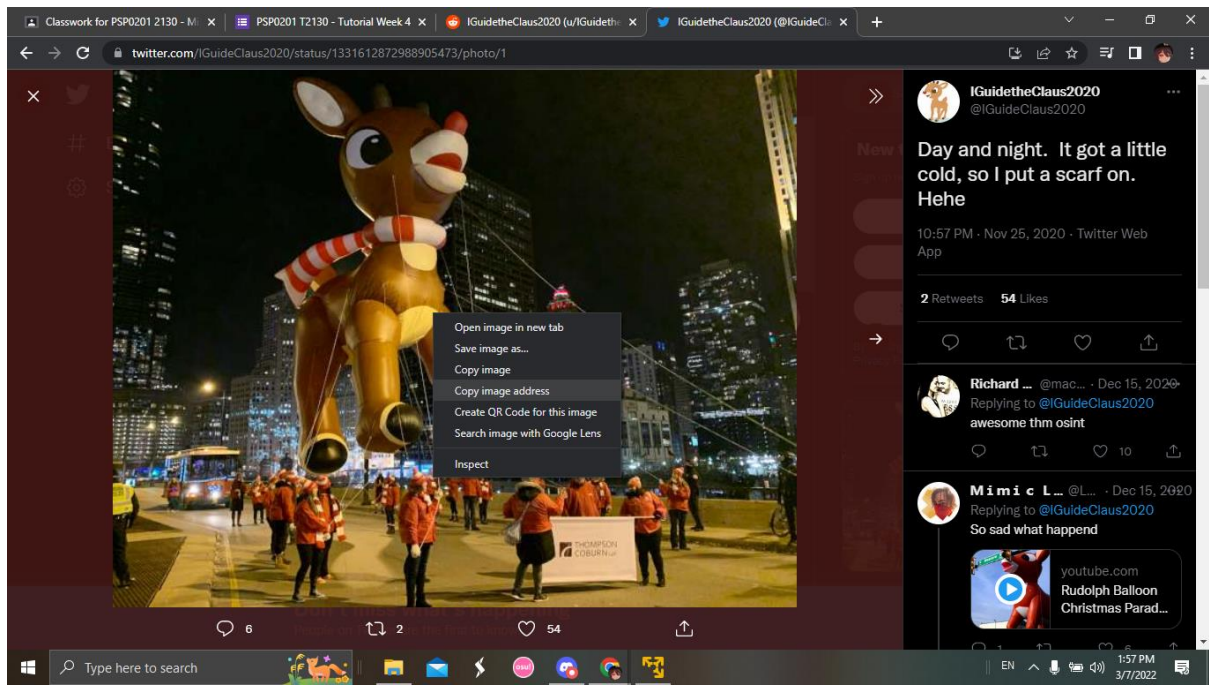 Classwork for PSP0201 2130 - Mi
PSP0201 T2130 - Tutorial Week 4
IGuidetheClaus2020 (u/IGuidethe
IGuidetheClaus2020 (@IGuideCla
twitter.com/IGuideClaus2020/status/1331612872988905473/photo/1
IGuidetheClaus2020
@IGuideClaus2020
Day and night. It got a little
cold, so I put a scarf on.
Hehe
10:57 PM · Nov 25, 2020 · Twitter Web
App
2 Retweets 54 Likes
New
Open image in new tab
Save image as...
Copy image
Copy image address
Create QR Code for this image
Search image with Google Lens
Inspect
Richard ... @mac... · Dec 15, 2020
Replying to @IGuideClaus2020
awesome thm osint
10
Mimic L... @L... · Dec 15, 2020
Replying to @IGuideClaus2020
So sad what happend
youtube.com
Rudolph Balloon
Christmas Parad...
1
6
THOMPSON
COBURN LLP
6
2
54
Type here to search
osu!
EN
1:57 PM
3/7/2022